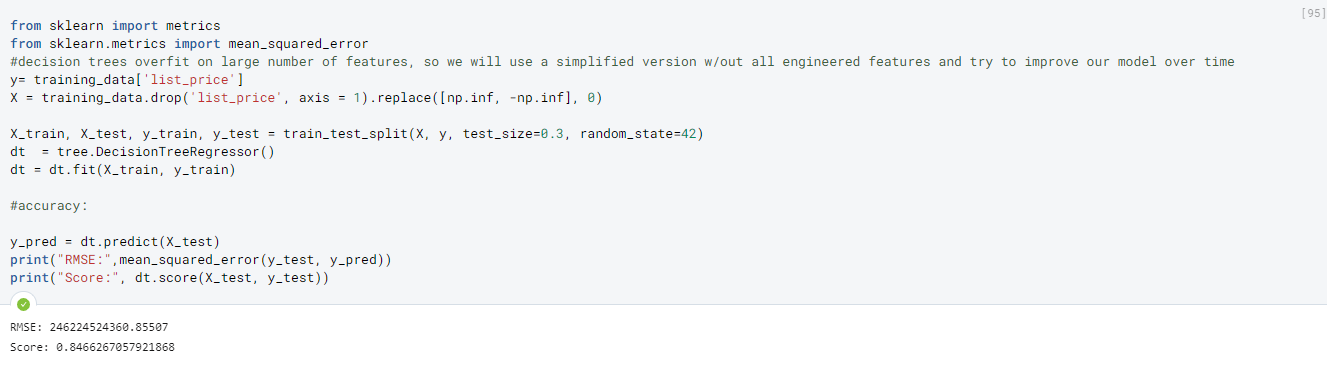 [95]
from sklearn import metrics
from sklearn.metrics import mean_squared_error
#decision trees overfit on large number of features, so we will use a simplified version w/out all engineered features and try to improve our model over time
y= training_data['list_price']
X = training_data.drop('list_price', axis = 1).replace([np.inf, -np.inf], 0)
X_train, X_test, y_train, y_test = train_test_split(X, y, test_size=0.3, random_state=42)
dt  = tree.DecisionTreeRegressor()
dt = dt.fit(X_train, y_train)
#accuracy:
y_pred = dt.predict(X_test)
print("RMSE:",mean_squared_error(y_test, y_pred))
print("Score:", dt.score(X_test, y_test))
RMSE: 246224524360.85507
Score: 0.8466267057921868